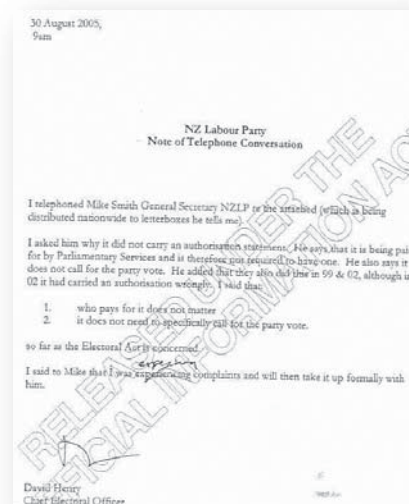 30 August 2005,
9am
NZ Labour Party
Note of Telephone Conversation
I telephoned Mike Smith General Secretary NZLP re the attached (which is being
distributed nationwide to letterboxes he tells me).
I asked him why it did not carry an authorisation statement. He says that it is being pai
for by Parliamentary Services and is therefore not required to have one. He also says it
does not call for the party vote. He added that they also did this in 99 & 02, although i
02 it had carried an authorisation wrongly. I said that:
1. who pays for it does not matter
2. it does not need to specifically call for the party vote.
so far as the Electoral Act is concerned.
expecting
I said to Mike that I was experiencing complaints and will then take it up formally with
him.
David Henry
Chief Electoral Officer
RELEASED UNDER THE
OFFICIAL INFORMATION AC